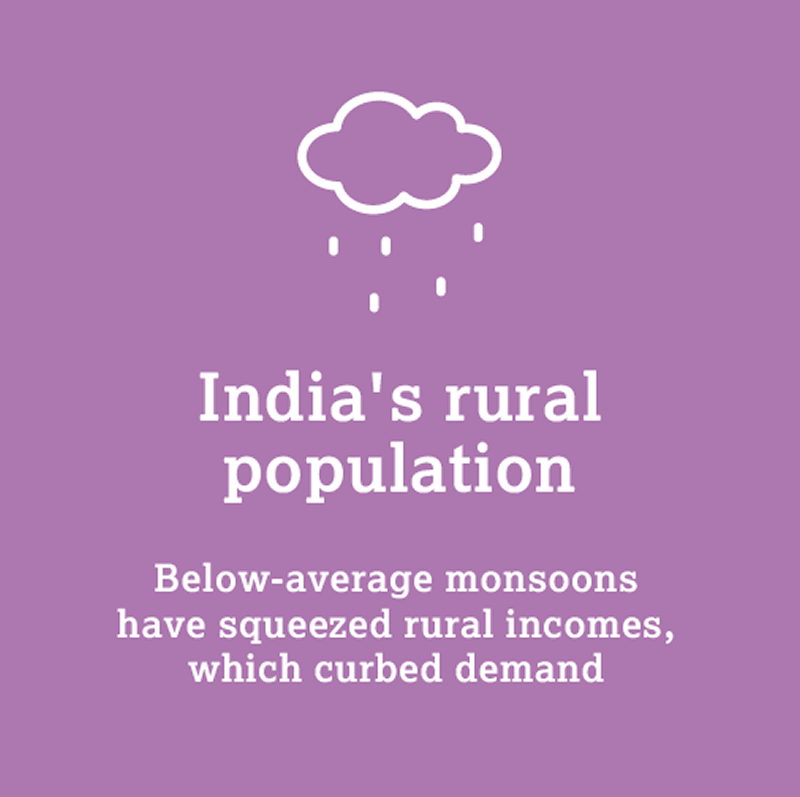 India's rural
population
Below-average monsoons
have squeezed rural incomes,
which curbed demand